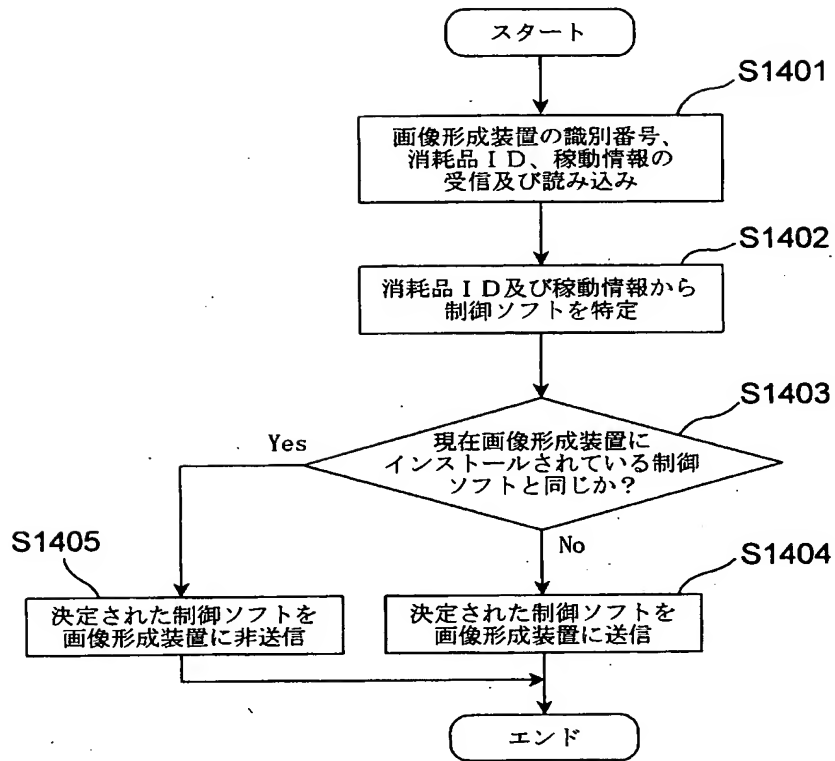 スタート
S1401
画像形成装置の識別番号、
消耗品ID、稼動情報の
受信及び読み込み
S1402
消耗品ID及び稼動情報から
制御ソフトを特定
S1403
現在画像形成装置に
インストールされている制御
ソフトと同じか?
Yes
No
S1405
決定された制御ソフトを
画像形成装置に非送信
S1404
決定された制御ソフトを
画像形成装置に送信
エンド